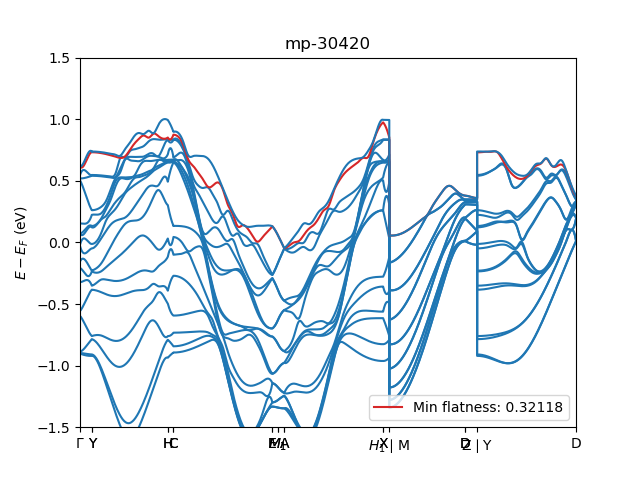 mp-30420
E − E_F (eV)
1.5
1.0
0.5
0.0
−0.5
−1.0
−1.5
Min flatness: 0.32118
Γ Y X H₁ | M D Z | Y D